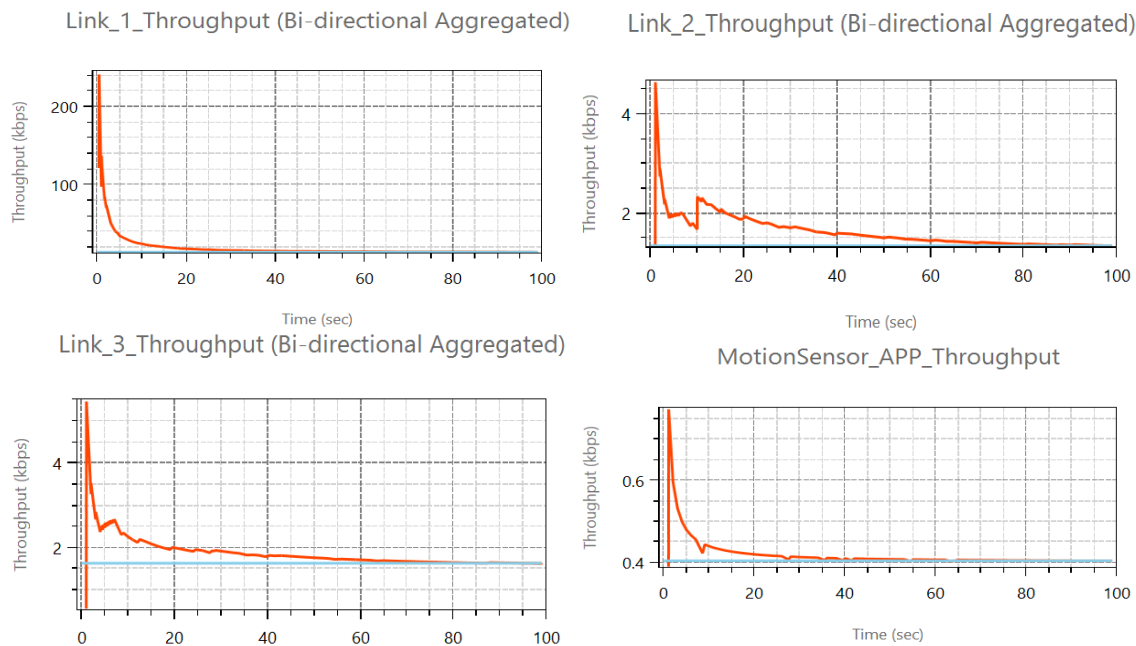 Link_1_Throughput (Bi-directional Aggregated)
Throughput (kbps)
200
100
0 20 40 60 80 100
Time (sec)
Link_2_Throughput (Bi-directional Aggregated)
Throughput (kbps)
4
2
0 20 40 60 80 100
Time (sec)
Link_3_Throughput (Bi-directional Aggregated)
Throughput (kbps)
4
2
0 20 40 60 80 100
MotionSensor_APP_Throughput
Throughput (kbps)
0.6
0.4
0 20 40 60 80 100
Time (sec)